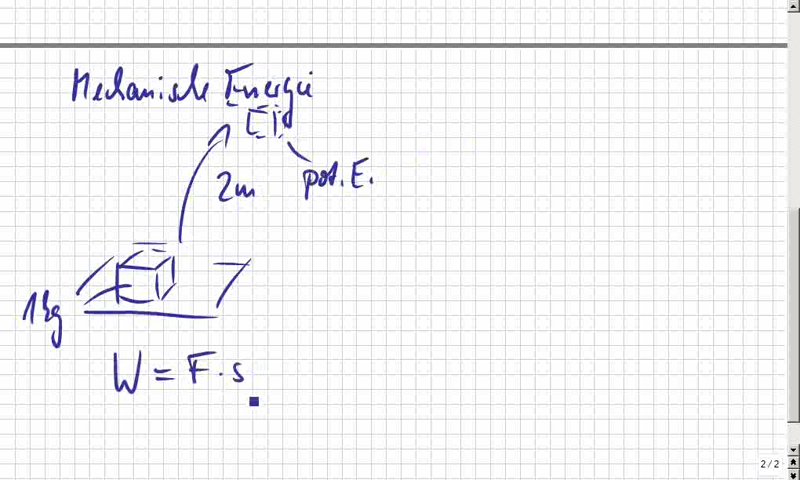 Mechanische Energie
2m
pot. E.
1kg
W = F · s
2/2